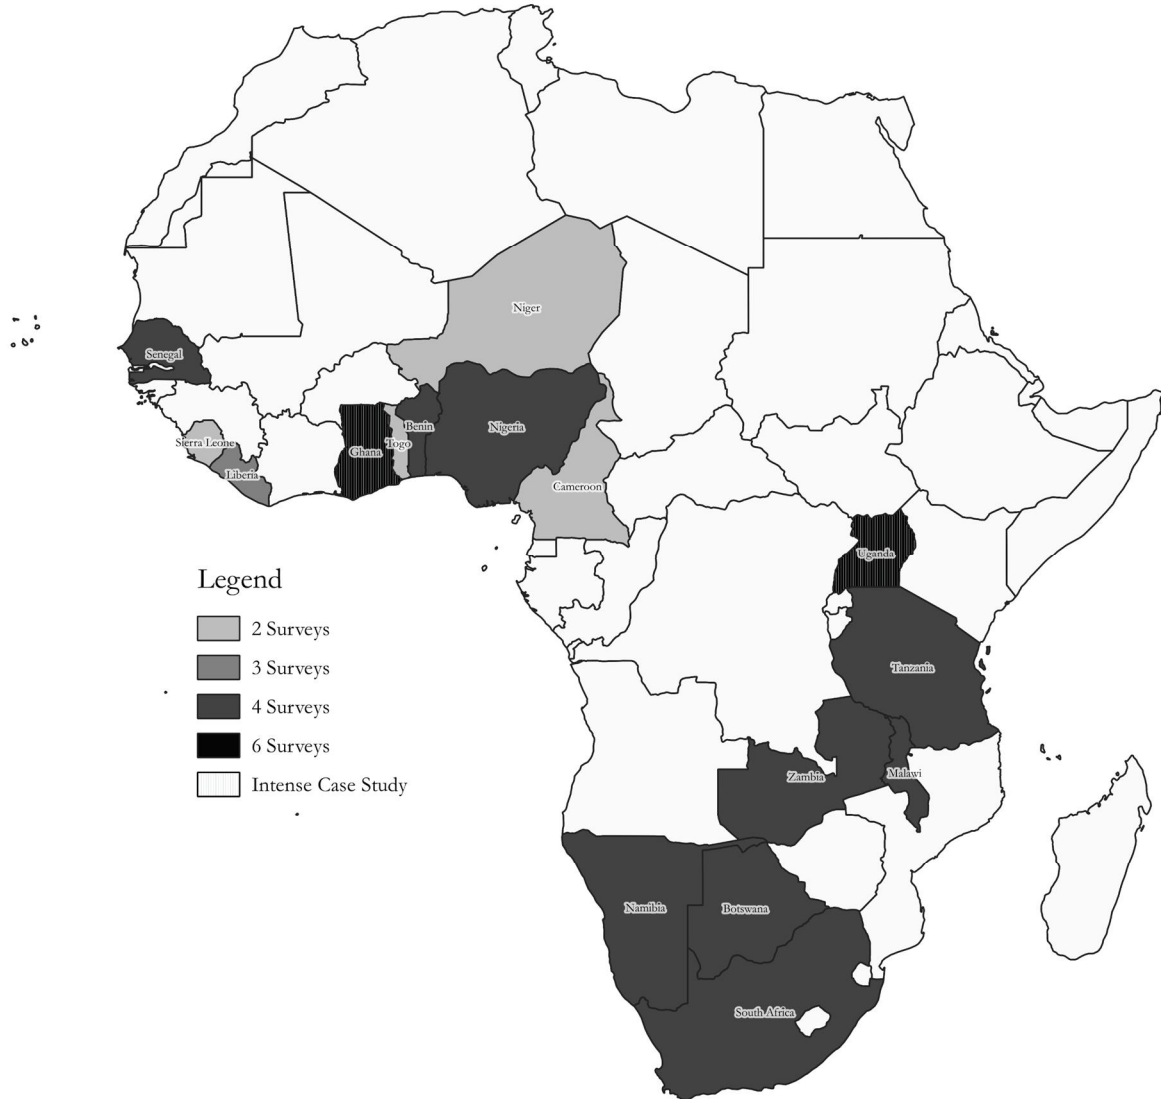 Niger
Senegal
Benin
Nigeria
Sierra Leone
Togo
Ghana
Liberia
Cameroon
Uganda
Legend
2 Surveys
3 Surveys
4 Surveys
6 Surveys
Intense Case Study
Tanzania
Zambia
Malawi
Namibia
Botswana
South Africa